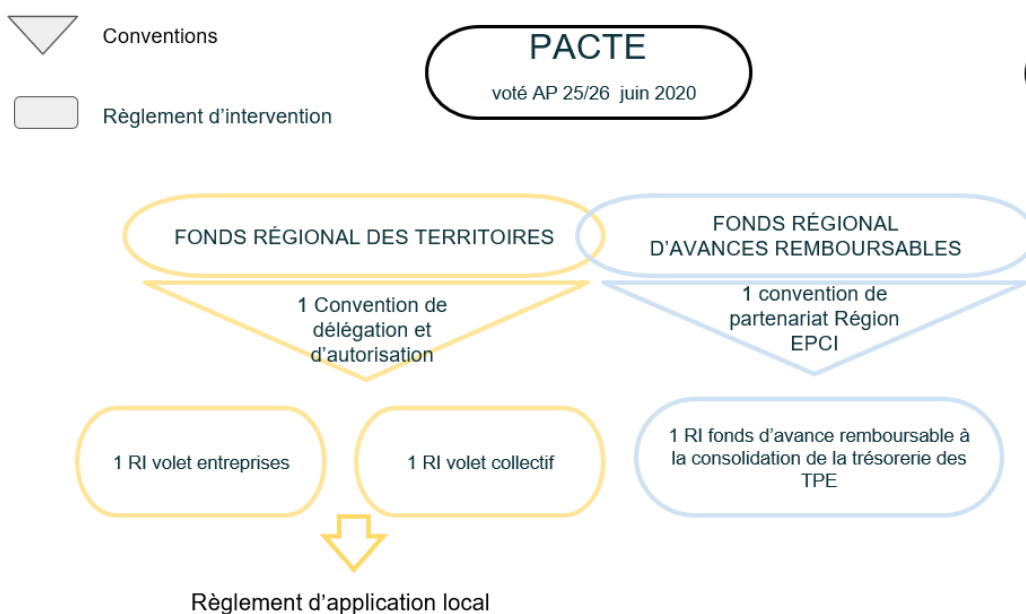 Conventions
PACTE
voté AP 25/26 juin 2020
Règlement d'intervention
FONDS RÉGIONAL DES TERRITOIRES
FONDS RÉGIONAL
D'AVANCES REMBOURSABLES
1 Convention de
délégation et
d'autorisation
1 convention de
partenariat Région
EPCI
1 RI volet entreprises
1 RI volet collectif
1 RI fonds d'avance remboursable à
la consolidation de la trésorerie des
TPE
Règlement d'application local